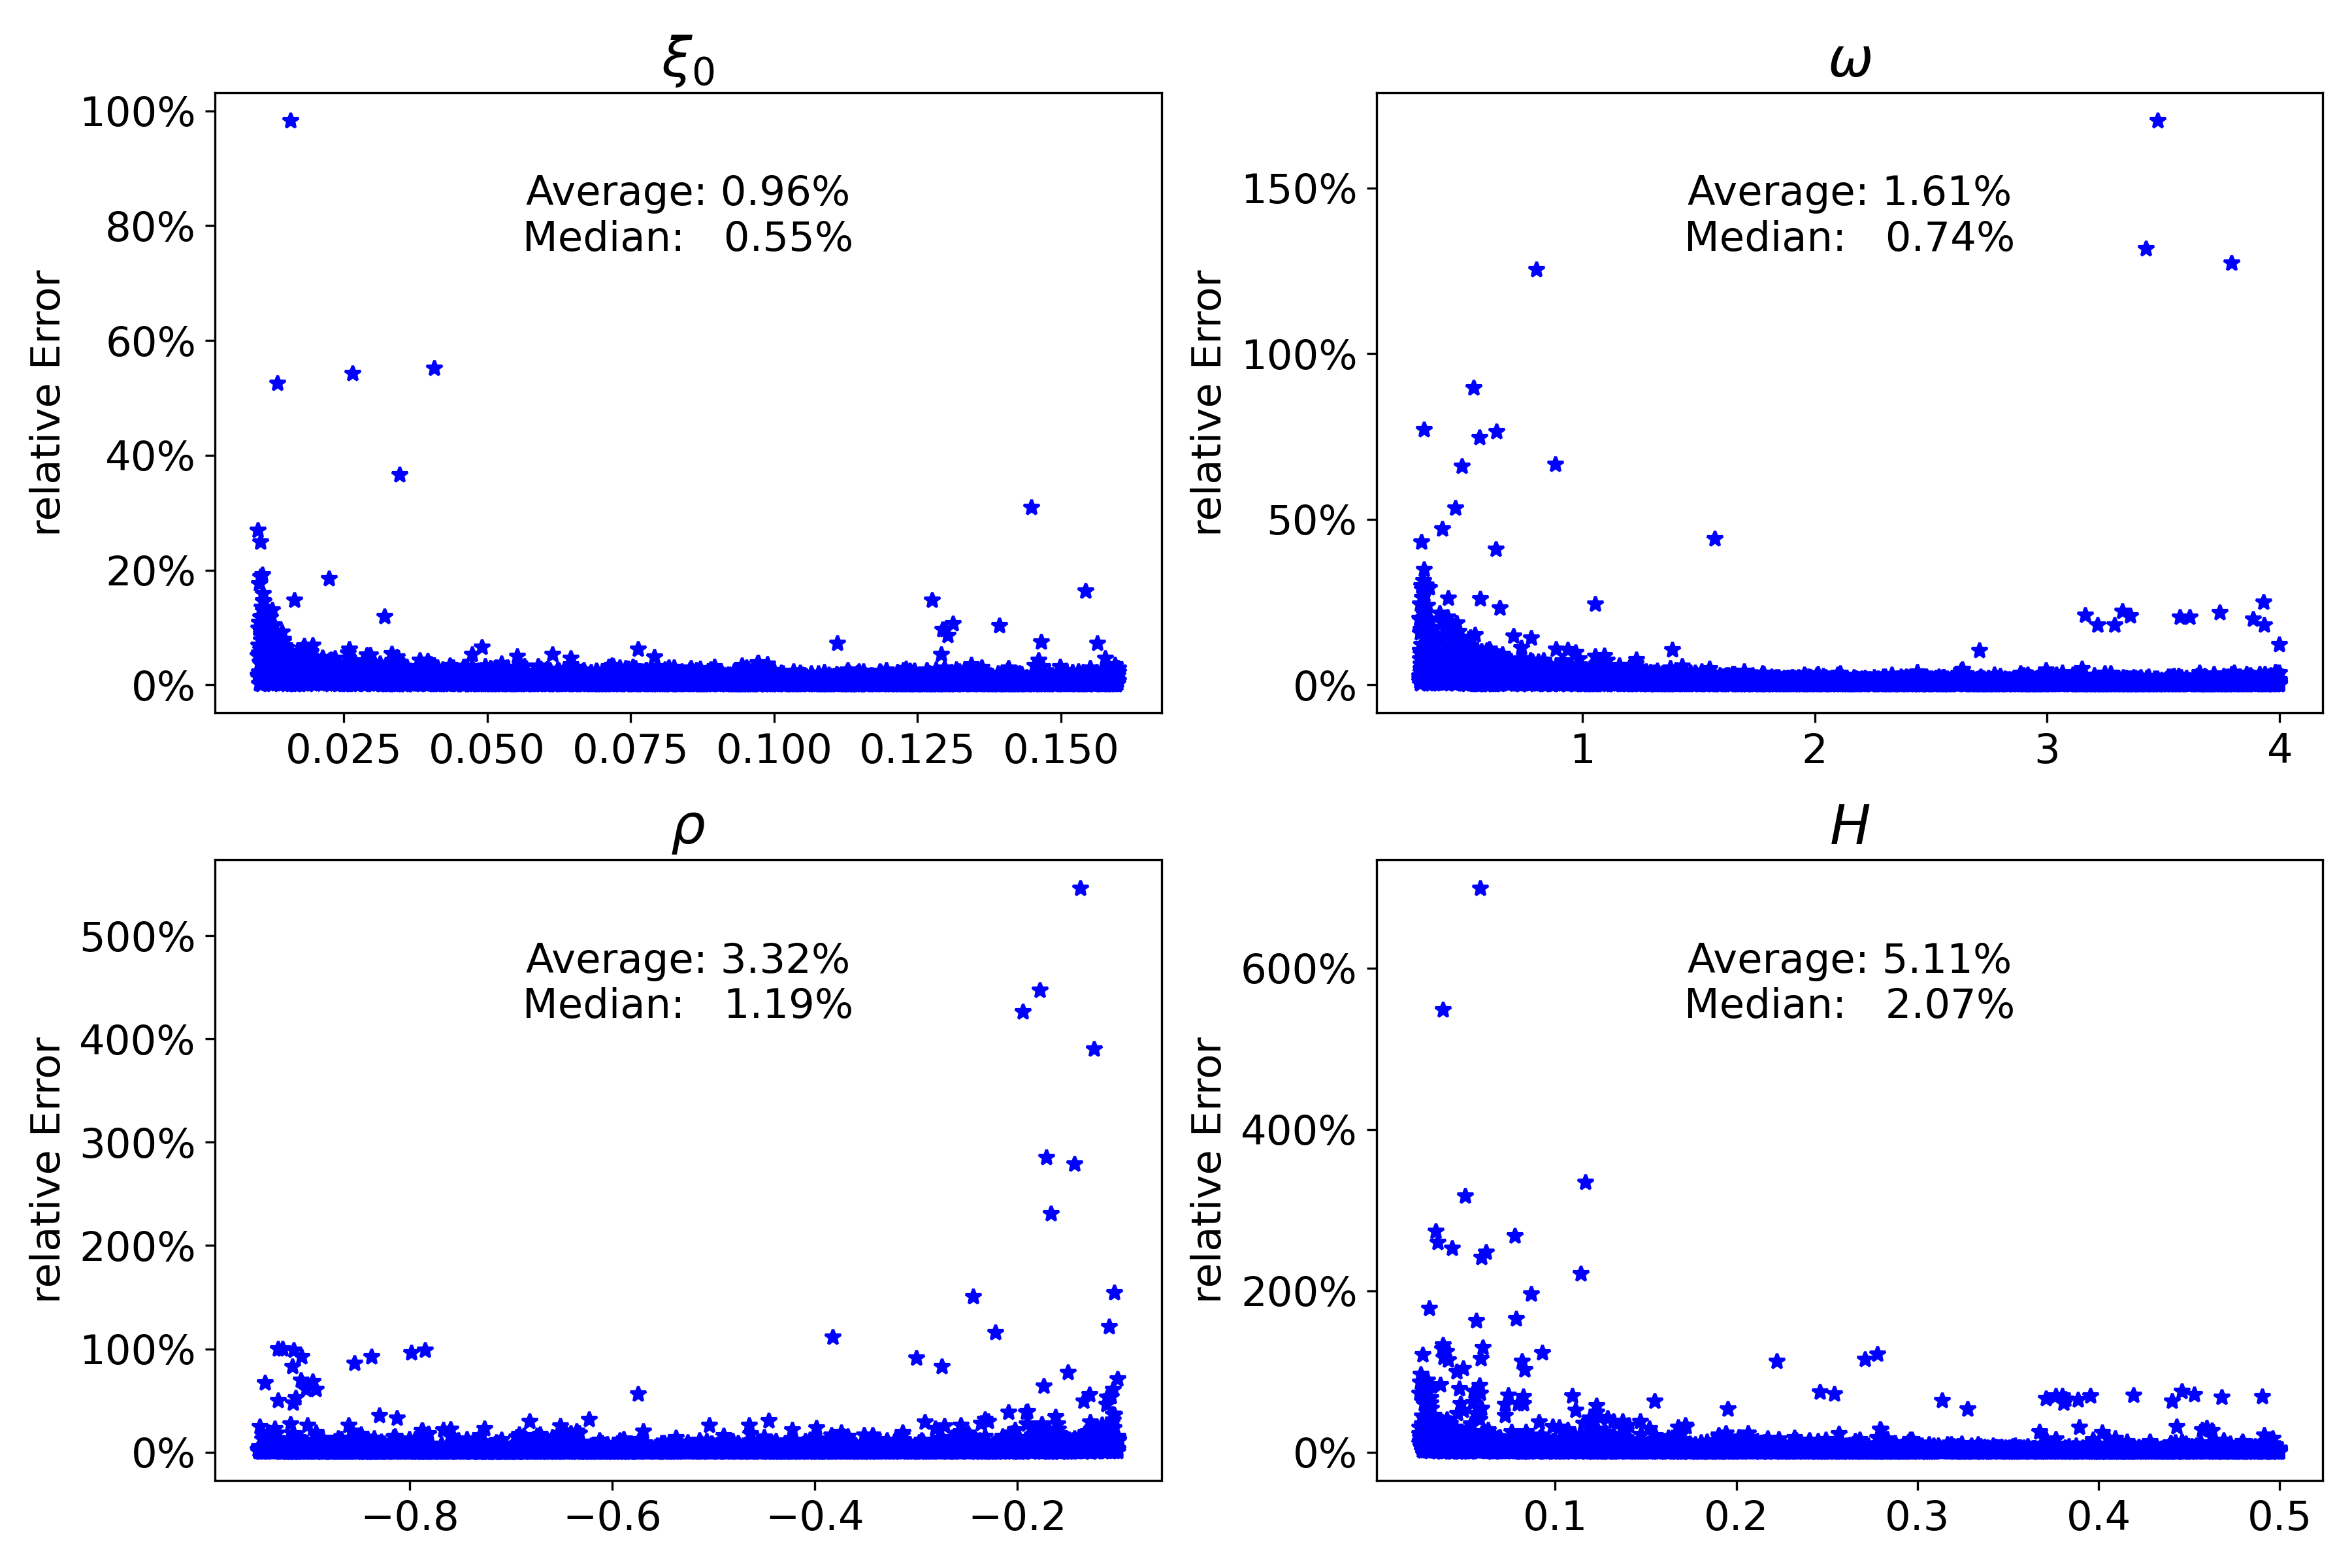 ξ₀
100%
80%
60%
40%
20%
0%
relative Error
Average: 0.96%
Median: 0.55%
0.025 0.050 0.075 0.100 0.125 0.150
ω
150%
100%
50%
0%
relative Error
Average: 1.61%
Median: 0.74%
1 2 3 4
ρ
500%
400%
300%
200%
100%
0%
relative Error
Average: 3.32%
Median: 1.19%
−0.8 −0.6 −0.4 −0.2
H
600%
400%
200%
0%
relative Error
Average: 5.11%
Median: 2.07%
0.1 0.2 0.3 0.4 0.5